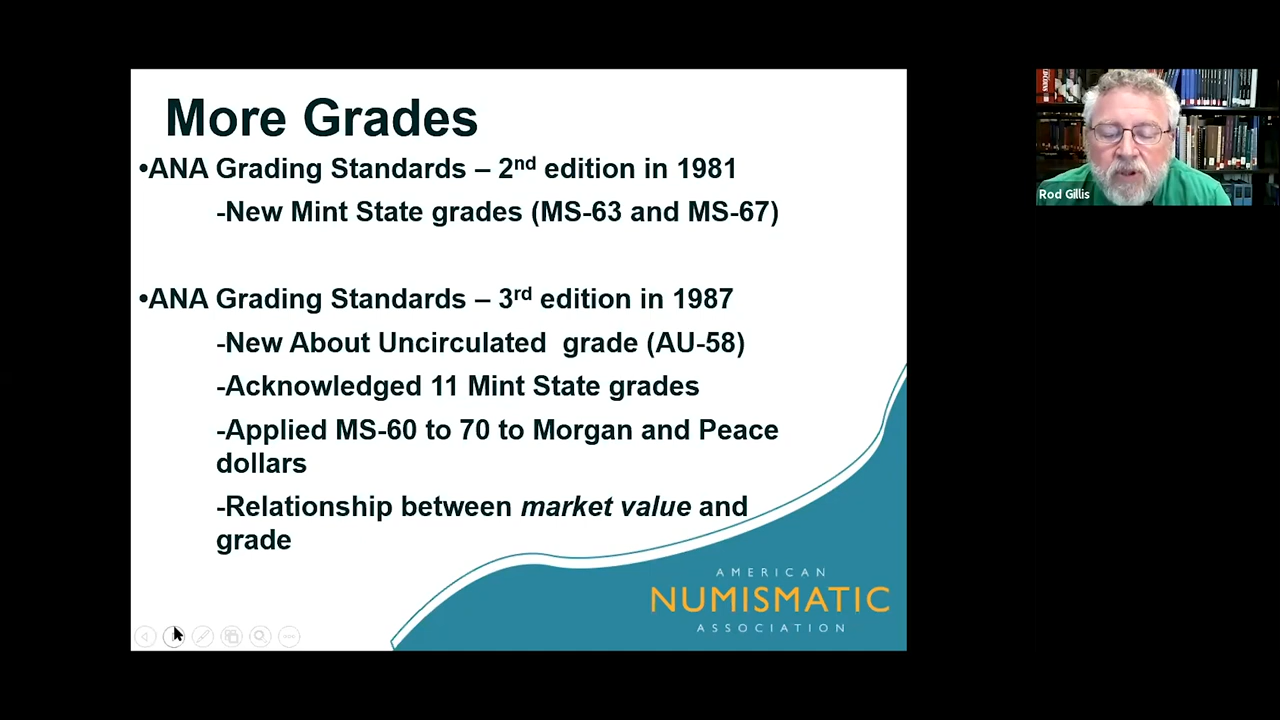 More Grades
•ANA Grading Standards – 2nd edition in 1981
-New Mint State grades (MS-63 and MS-67)
•ANA Grading Standards – 3rd edition in 1987
-New About Uncirculated  grade (AU-58)
-Acknowledged 11 Mint State grades
-Applied MS-60 to 70 to Morgan and Peace
dollars
-Relationship between market value and
grade
AMERICAN
NUMISMATIC
ASSOCIATION
Rod Gillis